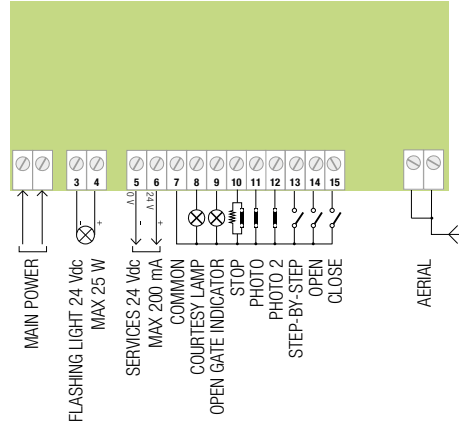 3 4 5 6 7 8 9 10 11 12 13 14 15
- +
0 V
-
24 V
+
MAIN POWER
FLASHING LIGHT 24 Vdc
MAX 25 W
SERVICES 24 Vdc
MAX 200 mA
COMMON
COURTESY LAMP
OPEN GATE INDICATOR
STOP
PHOTO
PHOTO 2
STEP-BY-STEP
OPEN
CLOSE
AERIAL